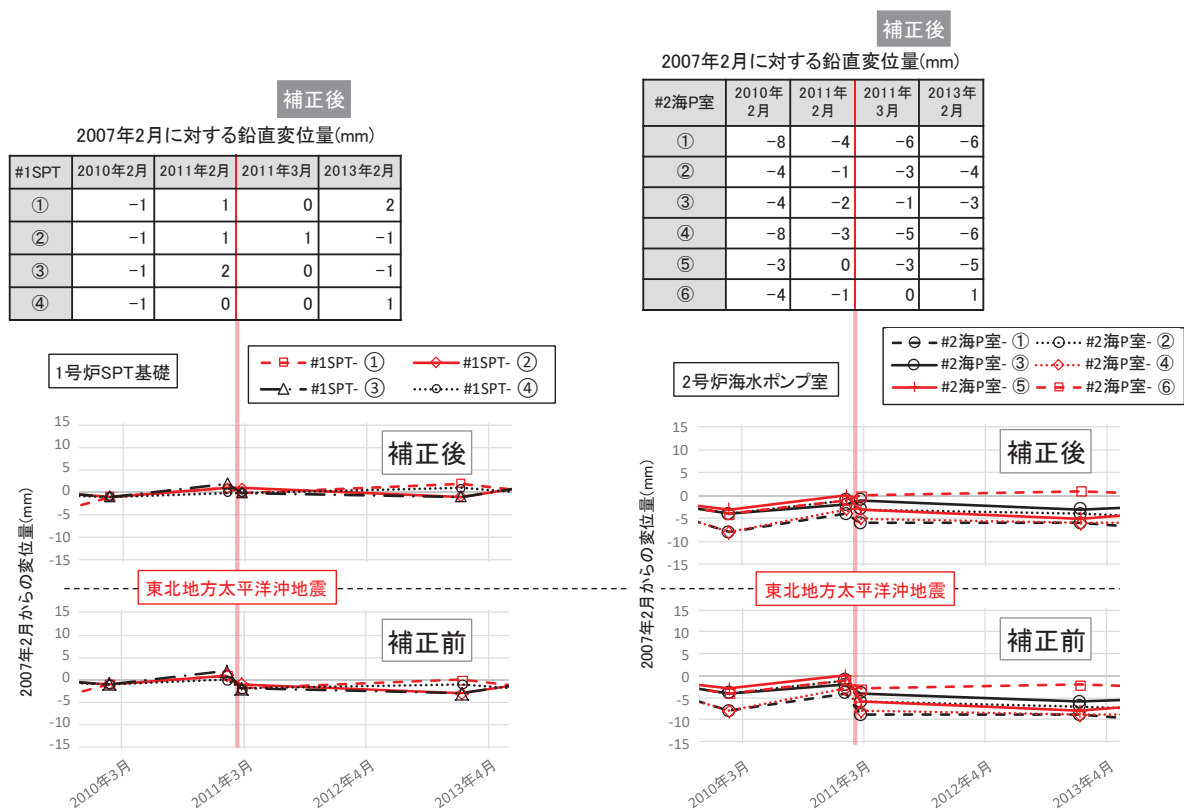 補正後
2007年2月に対する鉛直変位量(mm)
#1SPT 2010年2月 2011年2月 2011年3月 2013年2月
① −1 1 0 2
② −1 1 1 −1
③ −1 2 0 −1
④ −1 0 0 1
1号炉SPT基礎
#1SPT- ① #1SPT- ②
#1SPT- ③ #1SPT- ④
2007年2月からの変位量(mm)
補正後
15
10
5
0
-5
-10
-15
東北地方太平洋沖地震
補正前
15
10
5
0
-5
-10
-15
2010年3月 2011年3月 2012年4月 2013年4月
補正後
2007年2月に対する鉛直変位量(mm)
#2海P室 2010年2月 2011年2月 2011年3月 2013年2月
① −8 −4 −6 −6
② −4 −1 −3 −4
③ −4 −2 −1 −3
④ −8 −3 −5 −6
⑤ −3 0 −3 −5
⑥ −4 −1 0 1
2号炉海水ポンプ室
#2海P室- ① #2海P室- ②
#2海P室- ③ #2海P室- ④
#2海P室- ⑤ #2海P室- ⑥
2007年2月からの変位量(mm)
補正後
15
10
5
0
-5
-10
-15
東北地方太平洋沖地震
補正前
15
10
5
0
-5
-10
-15
2010年3月 2011年3月 2012年4月 2013年4月